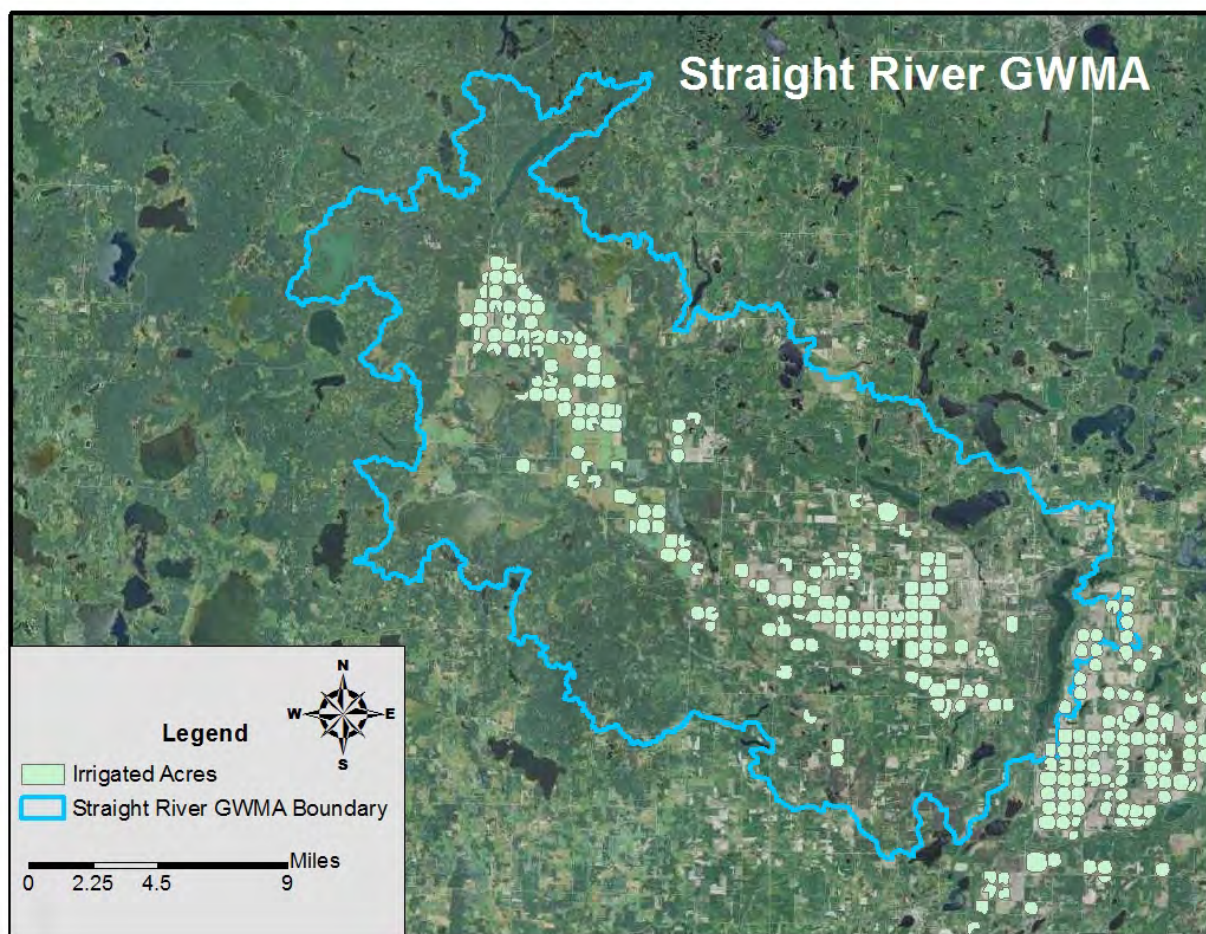 Straight River GWMA
N
W E
S
Legend
Irrigated Acres
Straight River GWMA Boundary
Miles
0 2.25 4.5 9